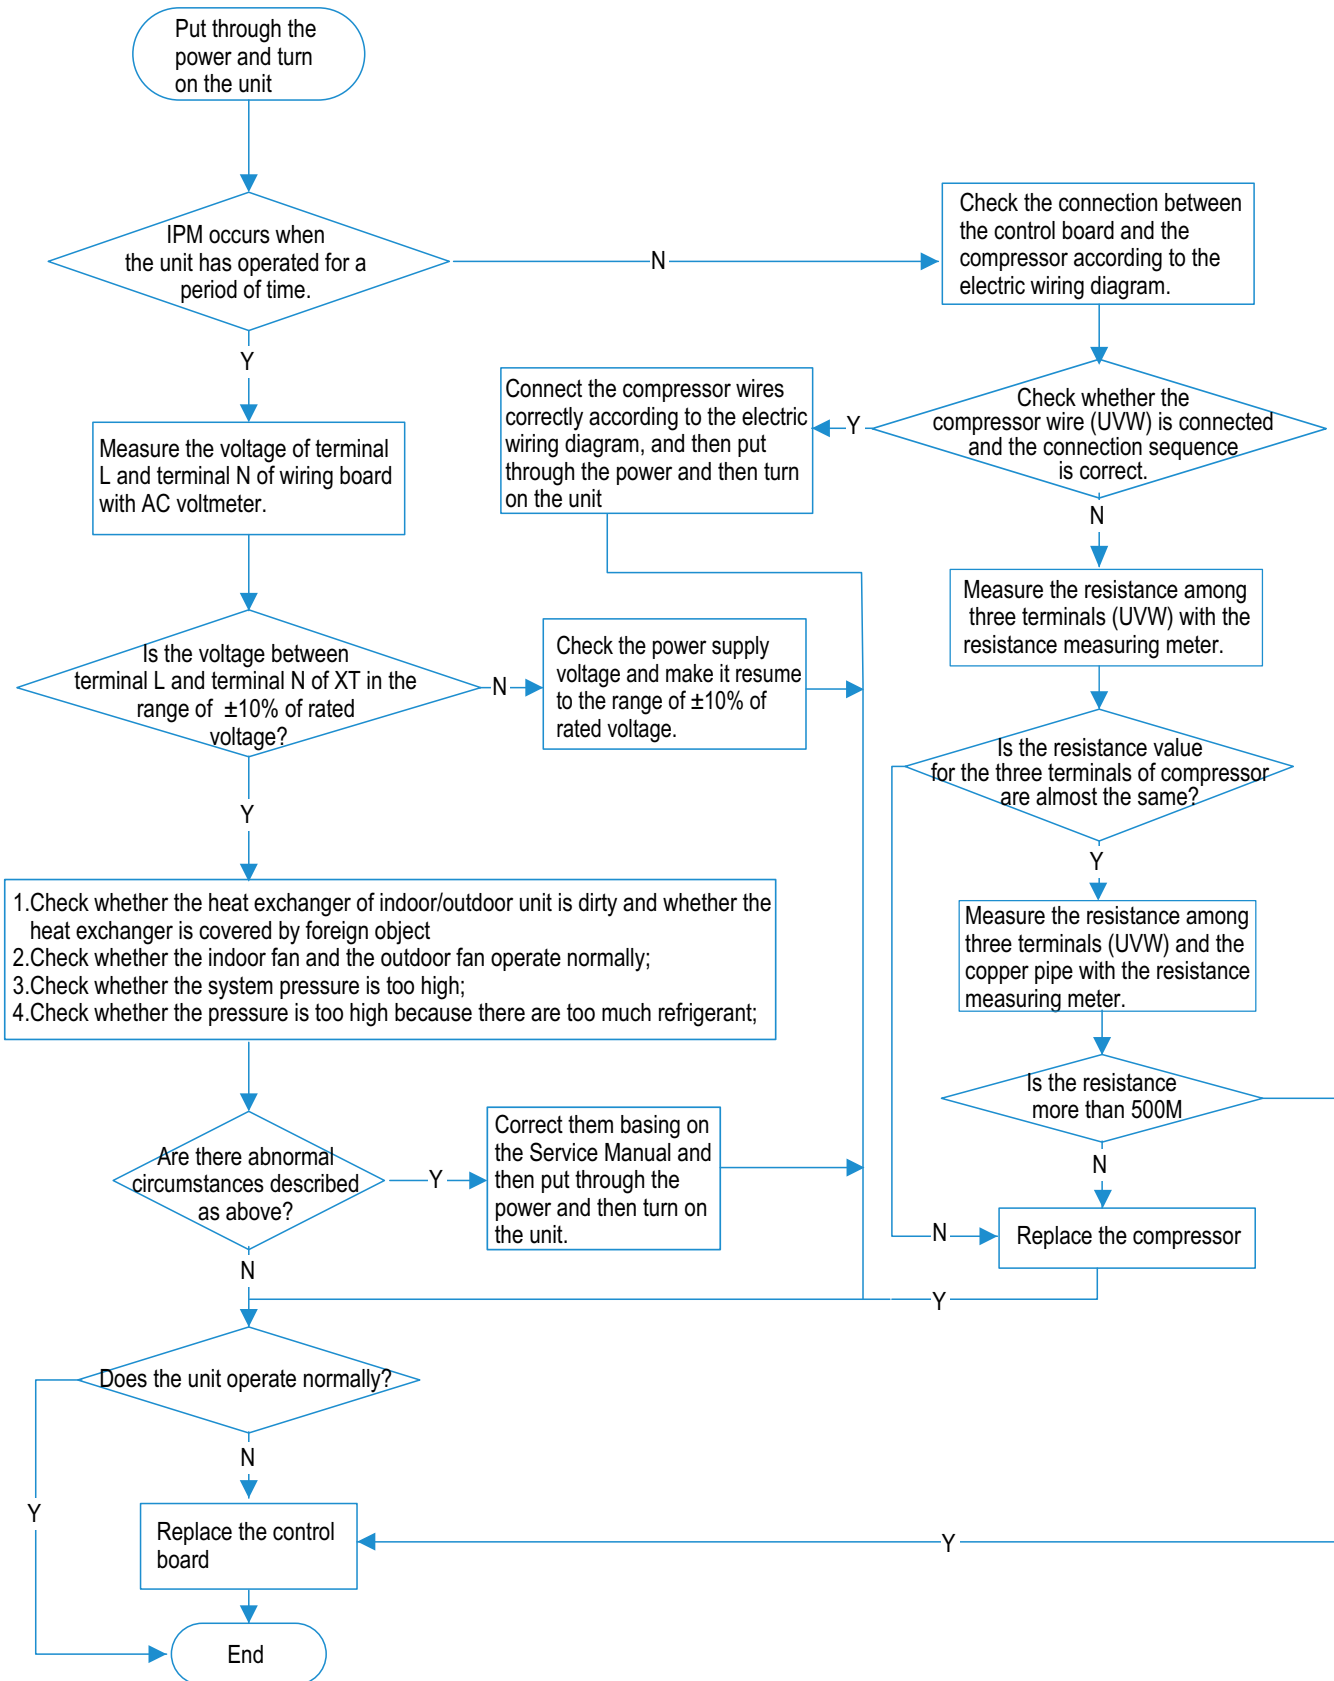 Put through the
power and turn
on the unit
IPM occurs when
the unit has operated for a
period of time.
N
Check the connection between
the control board and the
compressor according to the
electric wiring diagram.
Y
Measure the voltage of terminal
L and terminal N of wiring board
with AC voltmeter.
Connect the compressor wires
correctly according to the electric
wiring diagram, and then put
through the power and then turn
on the unit
Y
Check whether the
compressor wire (UVW) is connected
and the connection sequence
is correct.
N
Measure the resistance among
three terminals (UVW) with the
resistance measuring meter.
Is the voltage between
terminal L and terminal N of XT in the
range of ±10% of rated
voltage?
N
Check the power supply
voltage and make it resume
to the range of ±10% of
rated voltage.
Is the resistance value
for the three terminals of compressor
are almost the same?
Y
Y
1.Check whether the heat exchanger of indoor/outdoor unit is dirty and whether the
heat exchanger is covered by foreign object
2.Check whether the indoor fan and the outdoor fan operate normally;
3.Check whether the system pressure is too high;
4.Check whether the pressure is too high because there are too much refrigerant;
Measure the resistance among
three terminals (UVW) and the
copper pipe with the resistance
measuring meter.
Is the resistance
more than 500M
N
Are there abnormal
circumstances described
as above?
Y
Correct them basing on
the Service Manual and
then put through the
power and then turn on
the unit.
N
Replace the compressor
N
Y
Does the unit operate normally?
N
Y
Replace the control
board
Y
End